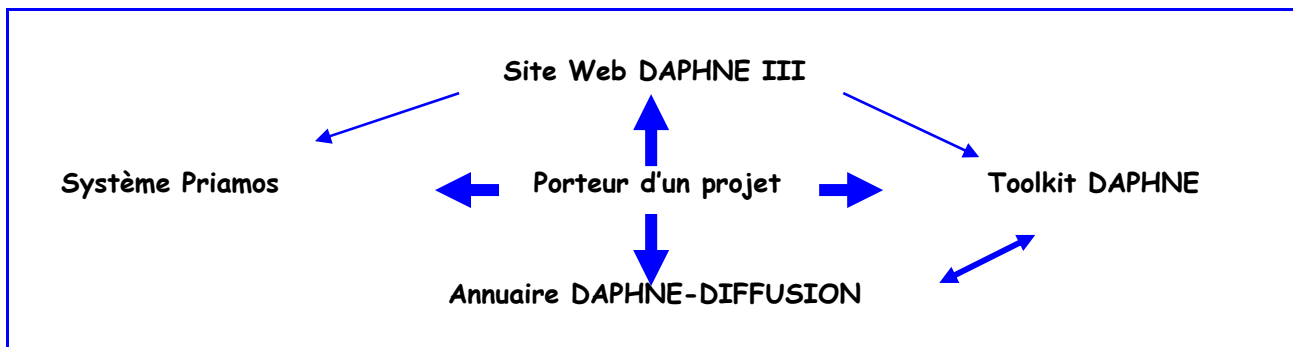 Site Web DAPHNE III
Système Priamos
Porteur d'un projet
Toolkit DAPHNE
Annuaire DAPHNE-DIFFUSION